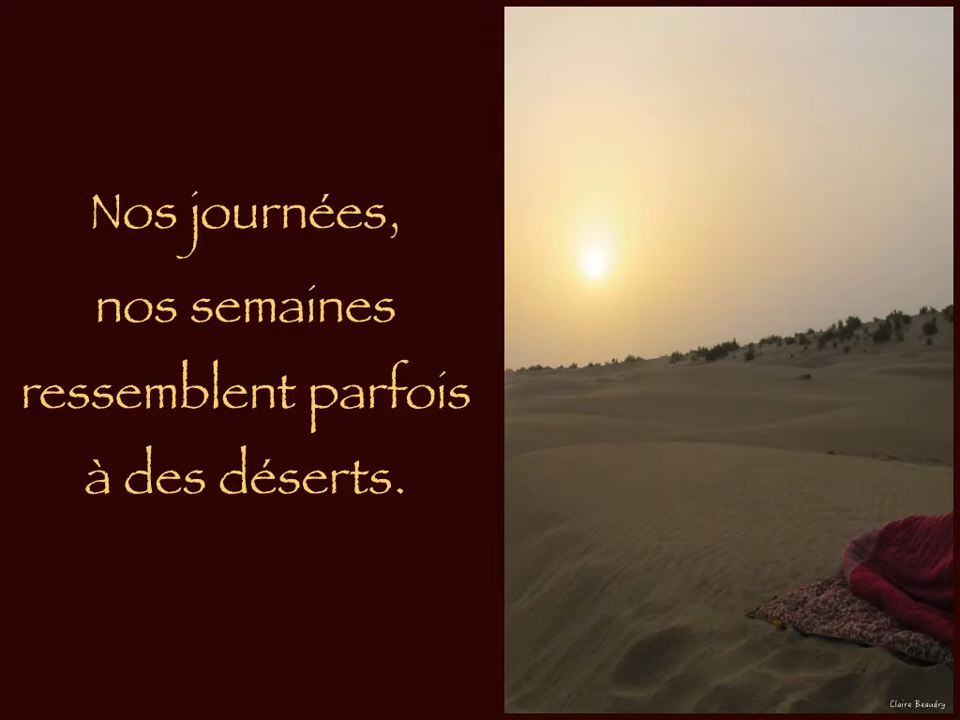 Nos journées,
nos semaines
ressemblent parfois
à des déserts.
Claire Beaudry